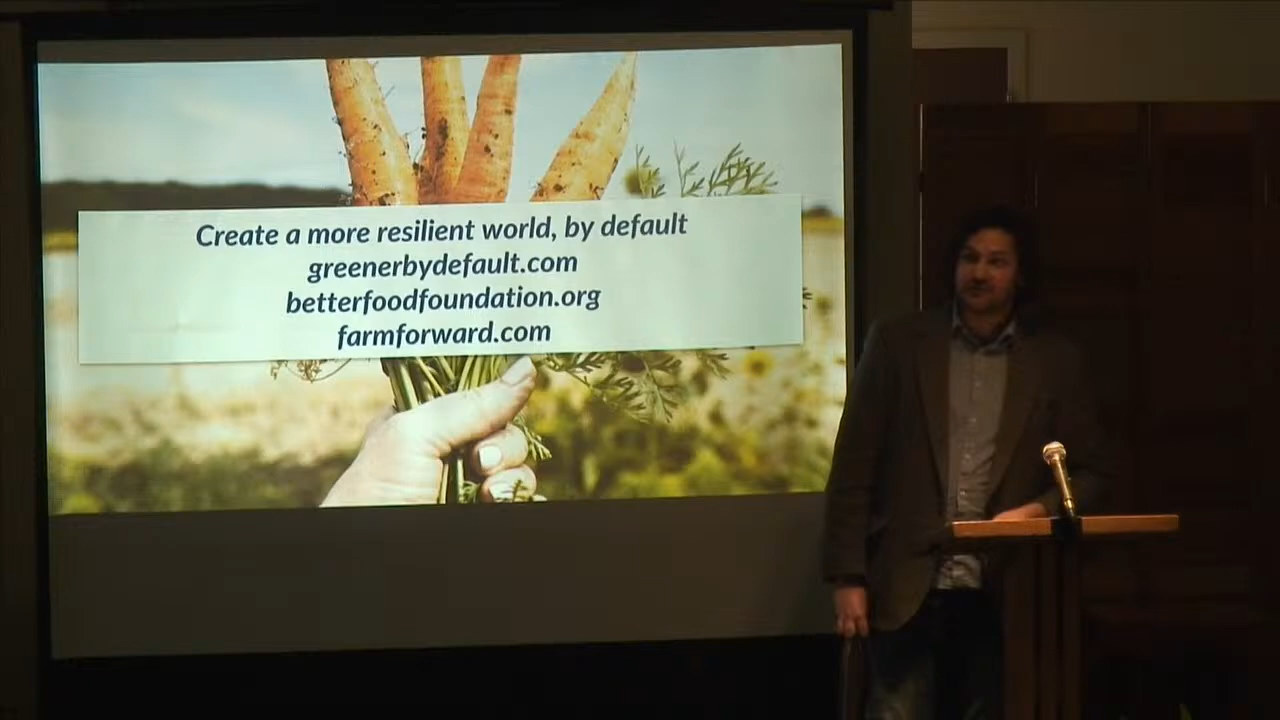 Create a more resilient world, by default
greenerbydefault.com
betterfoodfoundation.org
farmforward.com